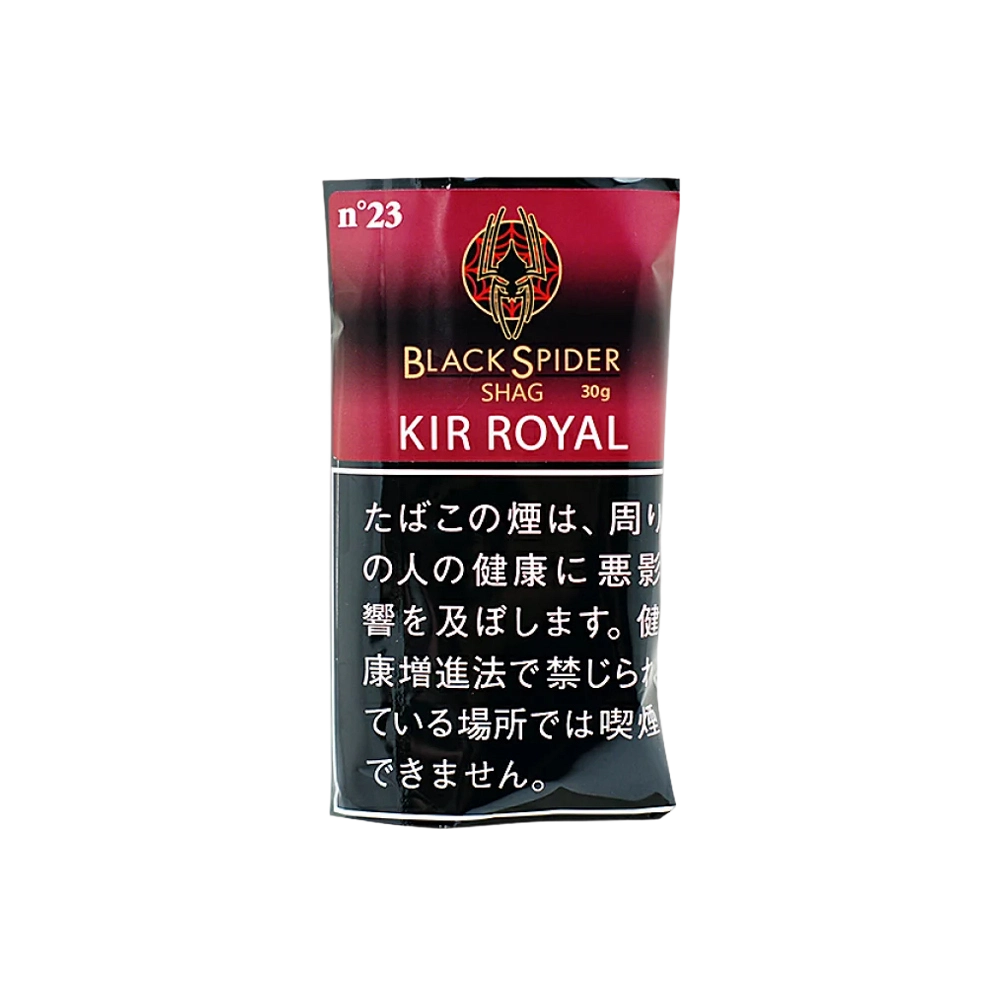 n°23
BLACK SPIDER
SHAG 30g
KIR ROYAL
たばこの煙は、周り
の人の健康に悪影
響を及ぼします。健
康増進法で禁じられ
ている場所では喫煙
できません。